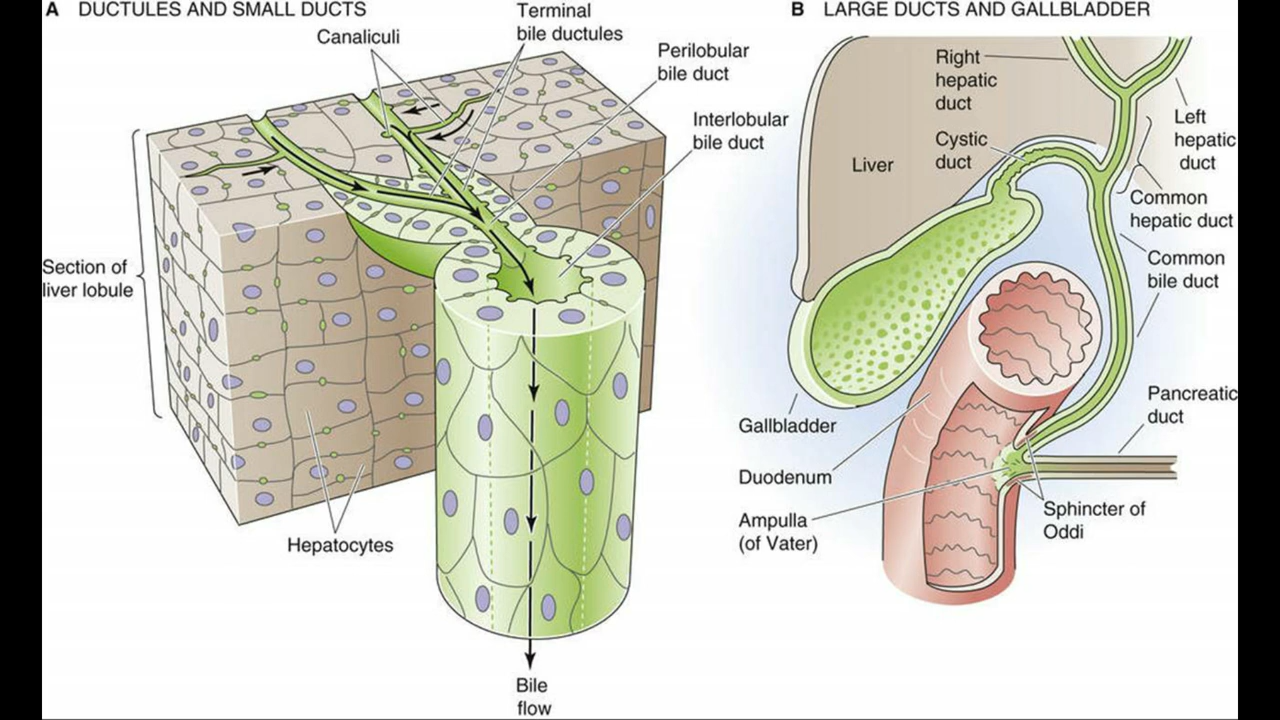 A DUCTULES AND SMALL DUCTS
Canaliculi
Terminal
bile ductules
Perilobular
bile duct
Interlobular
bile duct
Section of
liver lobule
Hepatocytes
Bile
flow
B LARGE DUCTS AND GALLBLADDER
Right
hepatic
duct
Cystic
duct
Liver
Left
hepatic
duct
Common
hepatic duct
Common
bile duct
Pancreatic
duct
Gallbladder
Duodenum
Ampulla
(of Vater)
Sphincter of
Oddi